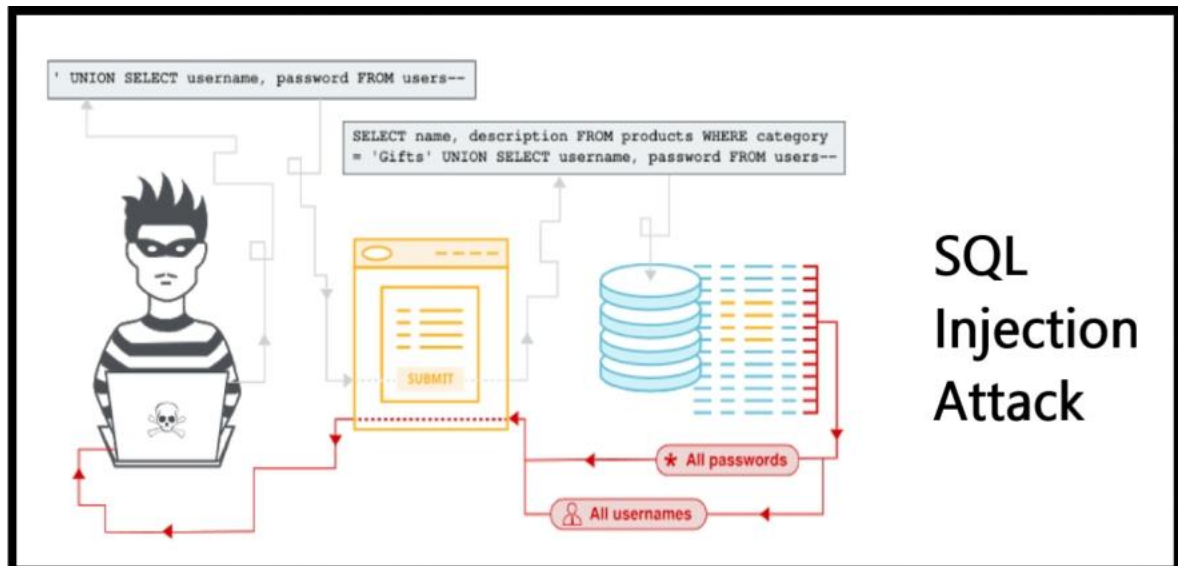 ' UNION SELECT username, password FROM users--
SELECT name, description FROM products WHERE category
= 'Gifts' UNION SELECT username, password FROM users--
SUBMIT
* All passwords
All usernames
SQL
Injection
Attack